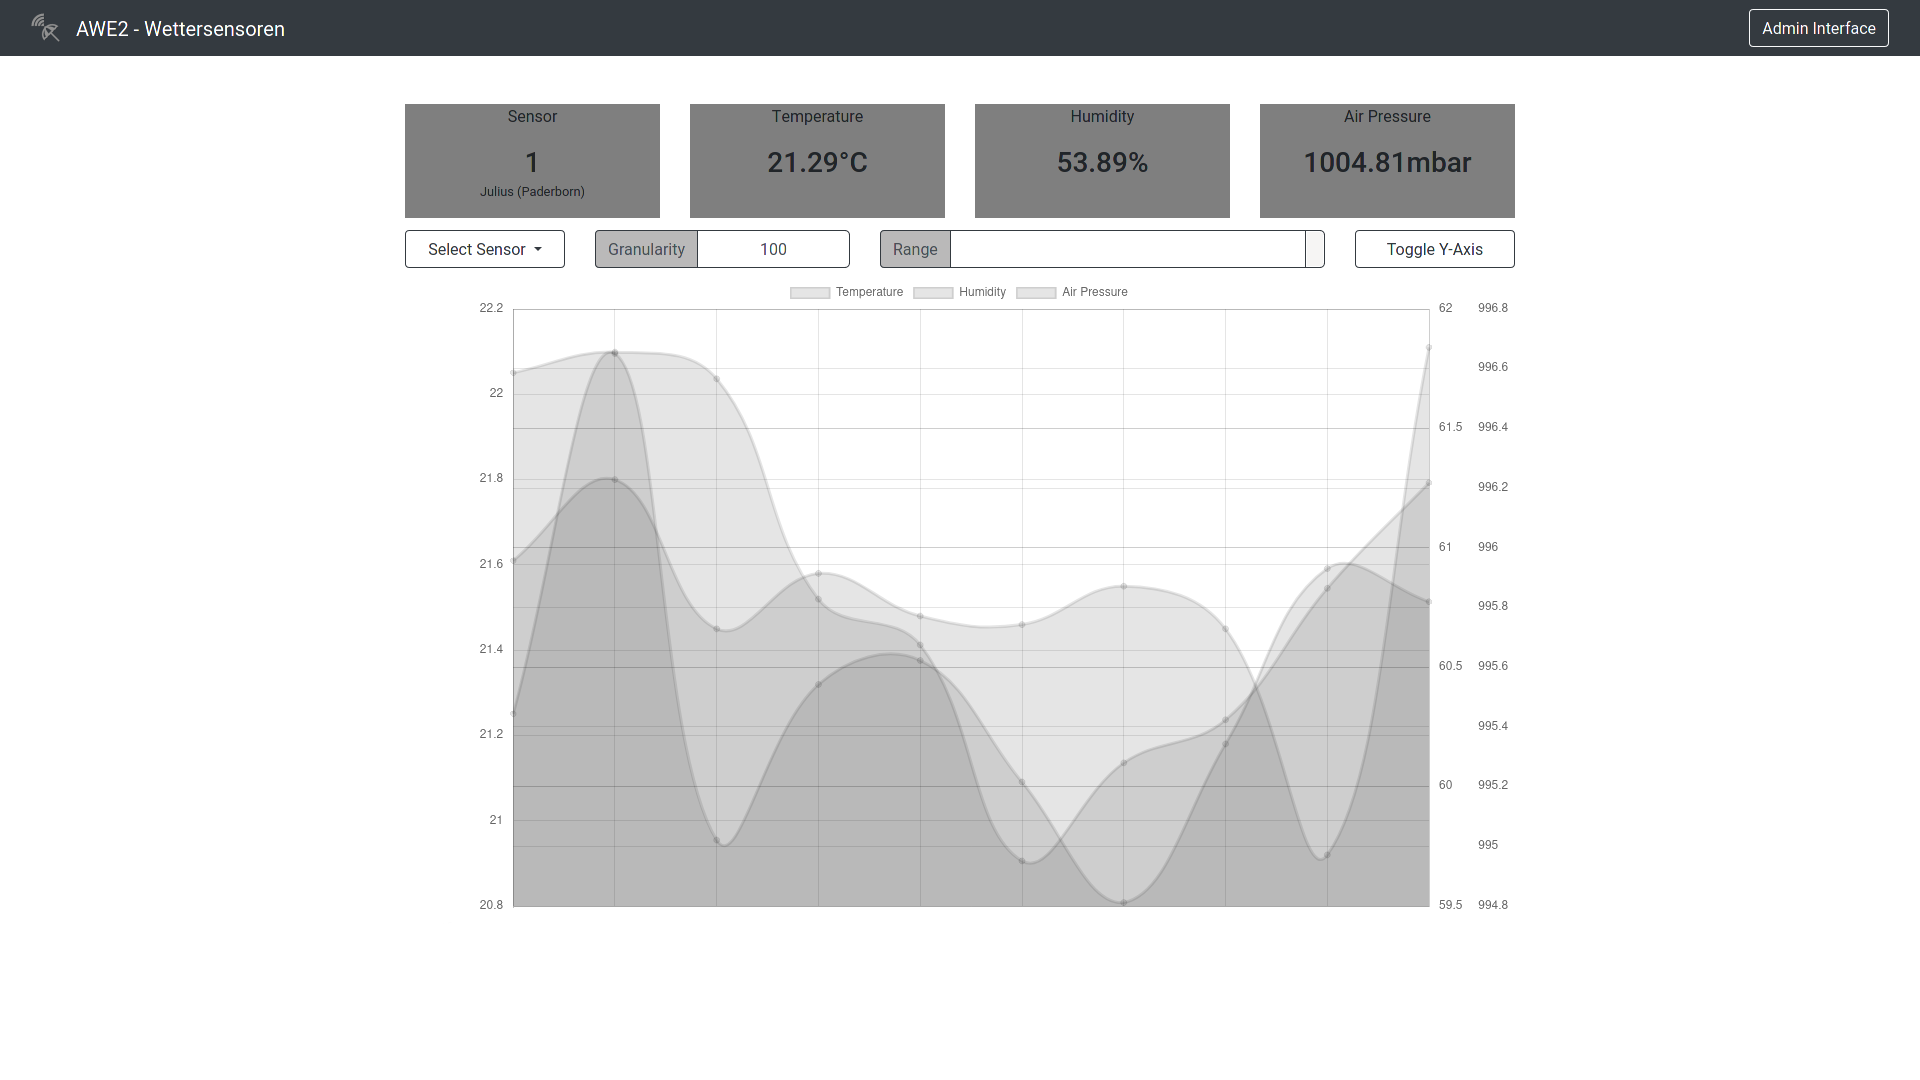 AWE2 - Wettersensoren
Admin Interface
Sensor
1
Julius (Paderborn)
Temperature
21.29°C
Humidity
53.89%
Air Pressure
1004.81mbar
Select Sensor
Granularity 100
Range
Toggle Y-Axis
Temperature Humidity Air Pressure
22.2
22
21.8
21.6
21.4
21.2
21
20.8
62
61.5
61
60.5
60
59.5
996.8
996.6
996.4
996.2
996
995.8
995.6
995.4
995.2
995
994.8